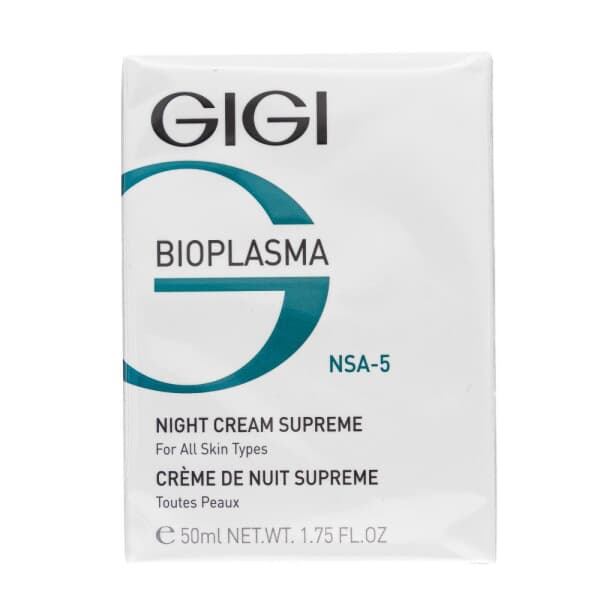 GIGI
BIOPLASMA
NSA-5
NIGHT CREAM SUPREME
For All Skin Types
CRÈME DE NUIT SUPREME
Toutes Peaux
℮ 50ml NET.WT. 1.75 FL.OZ